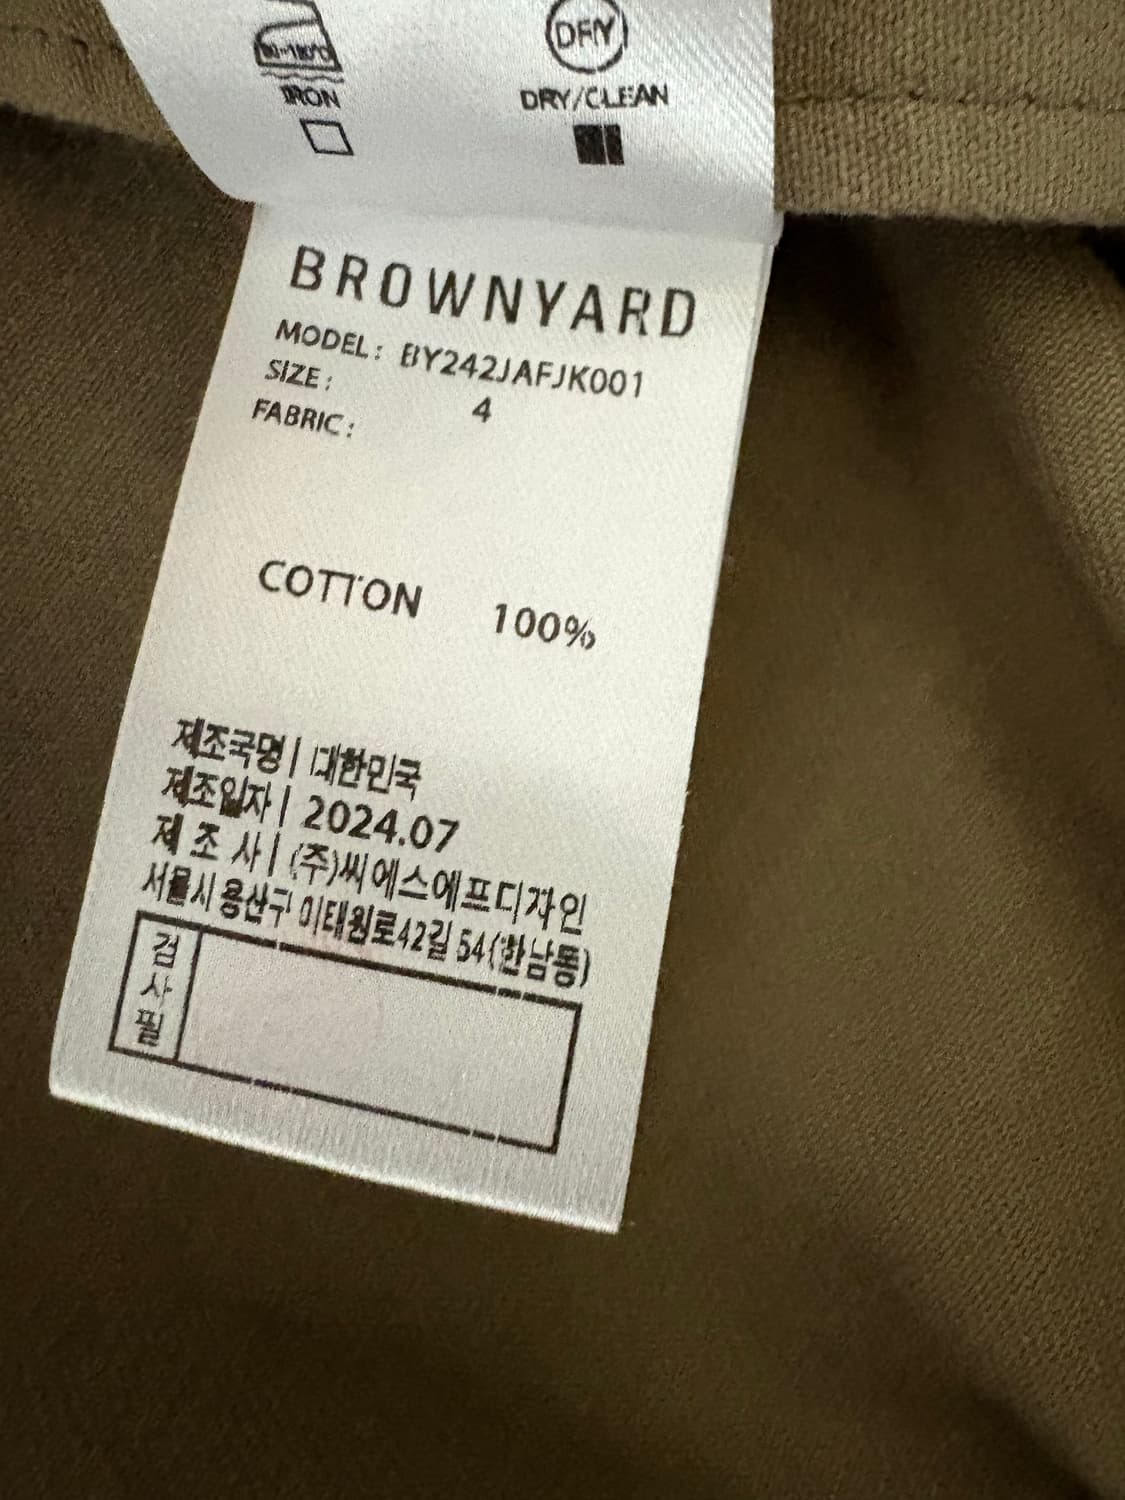 DRY
IRON
DRY/CLEAN
BROWNYARD
MODEL: BY242JAFJK001
SIZE: 4
FABRIC:
COTTON 100%
제조국명 | 대한민국
제조일자 | 2024.07
제 조 사 | (주)씨에스에프디자인
서울시 용산구 이태원로42길 54(한남동)
검사필